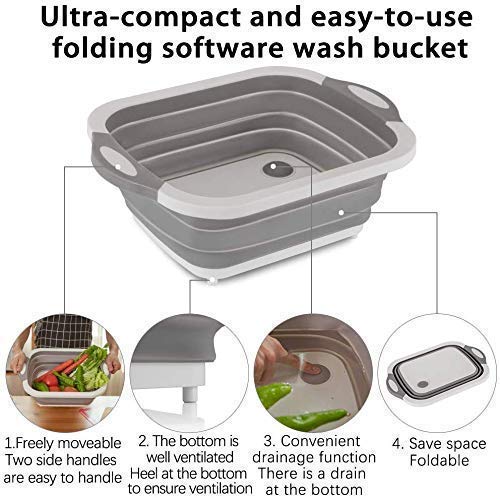 Ultra-compact and easy-to-use
folding software wash bucket
1.Freely moveable
Two side handles
are easy to handle
2. The bottom is
well ventilated
Heel at the bottom
to ensure ventilation
3. Convenient
drainage function
There is a drain
at the bottom
4. Save space
Foldable